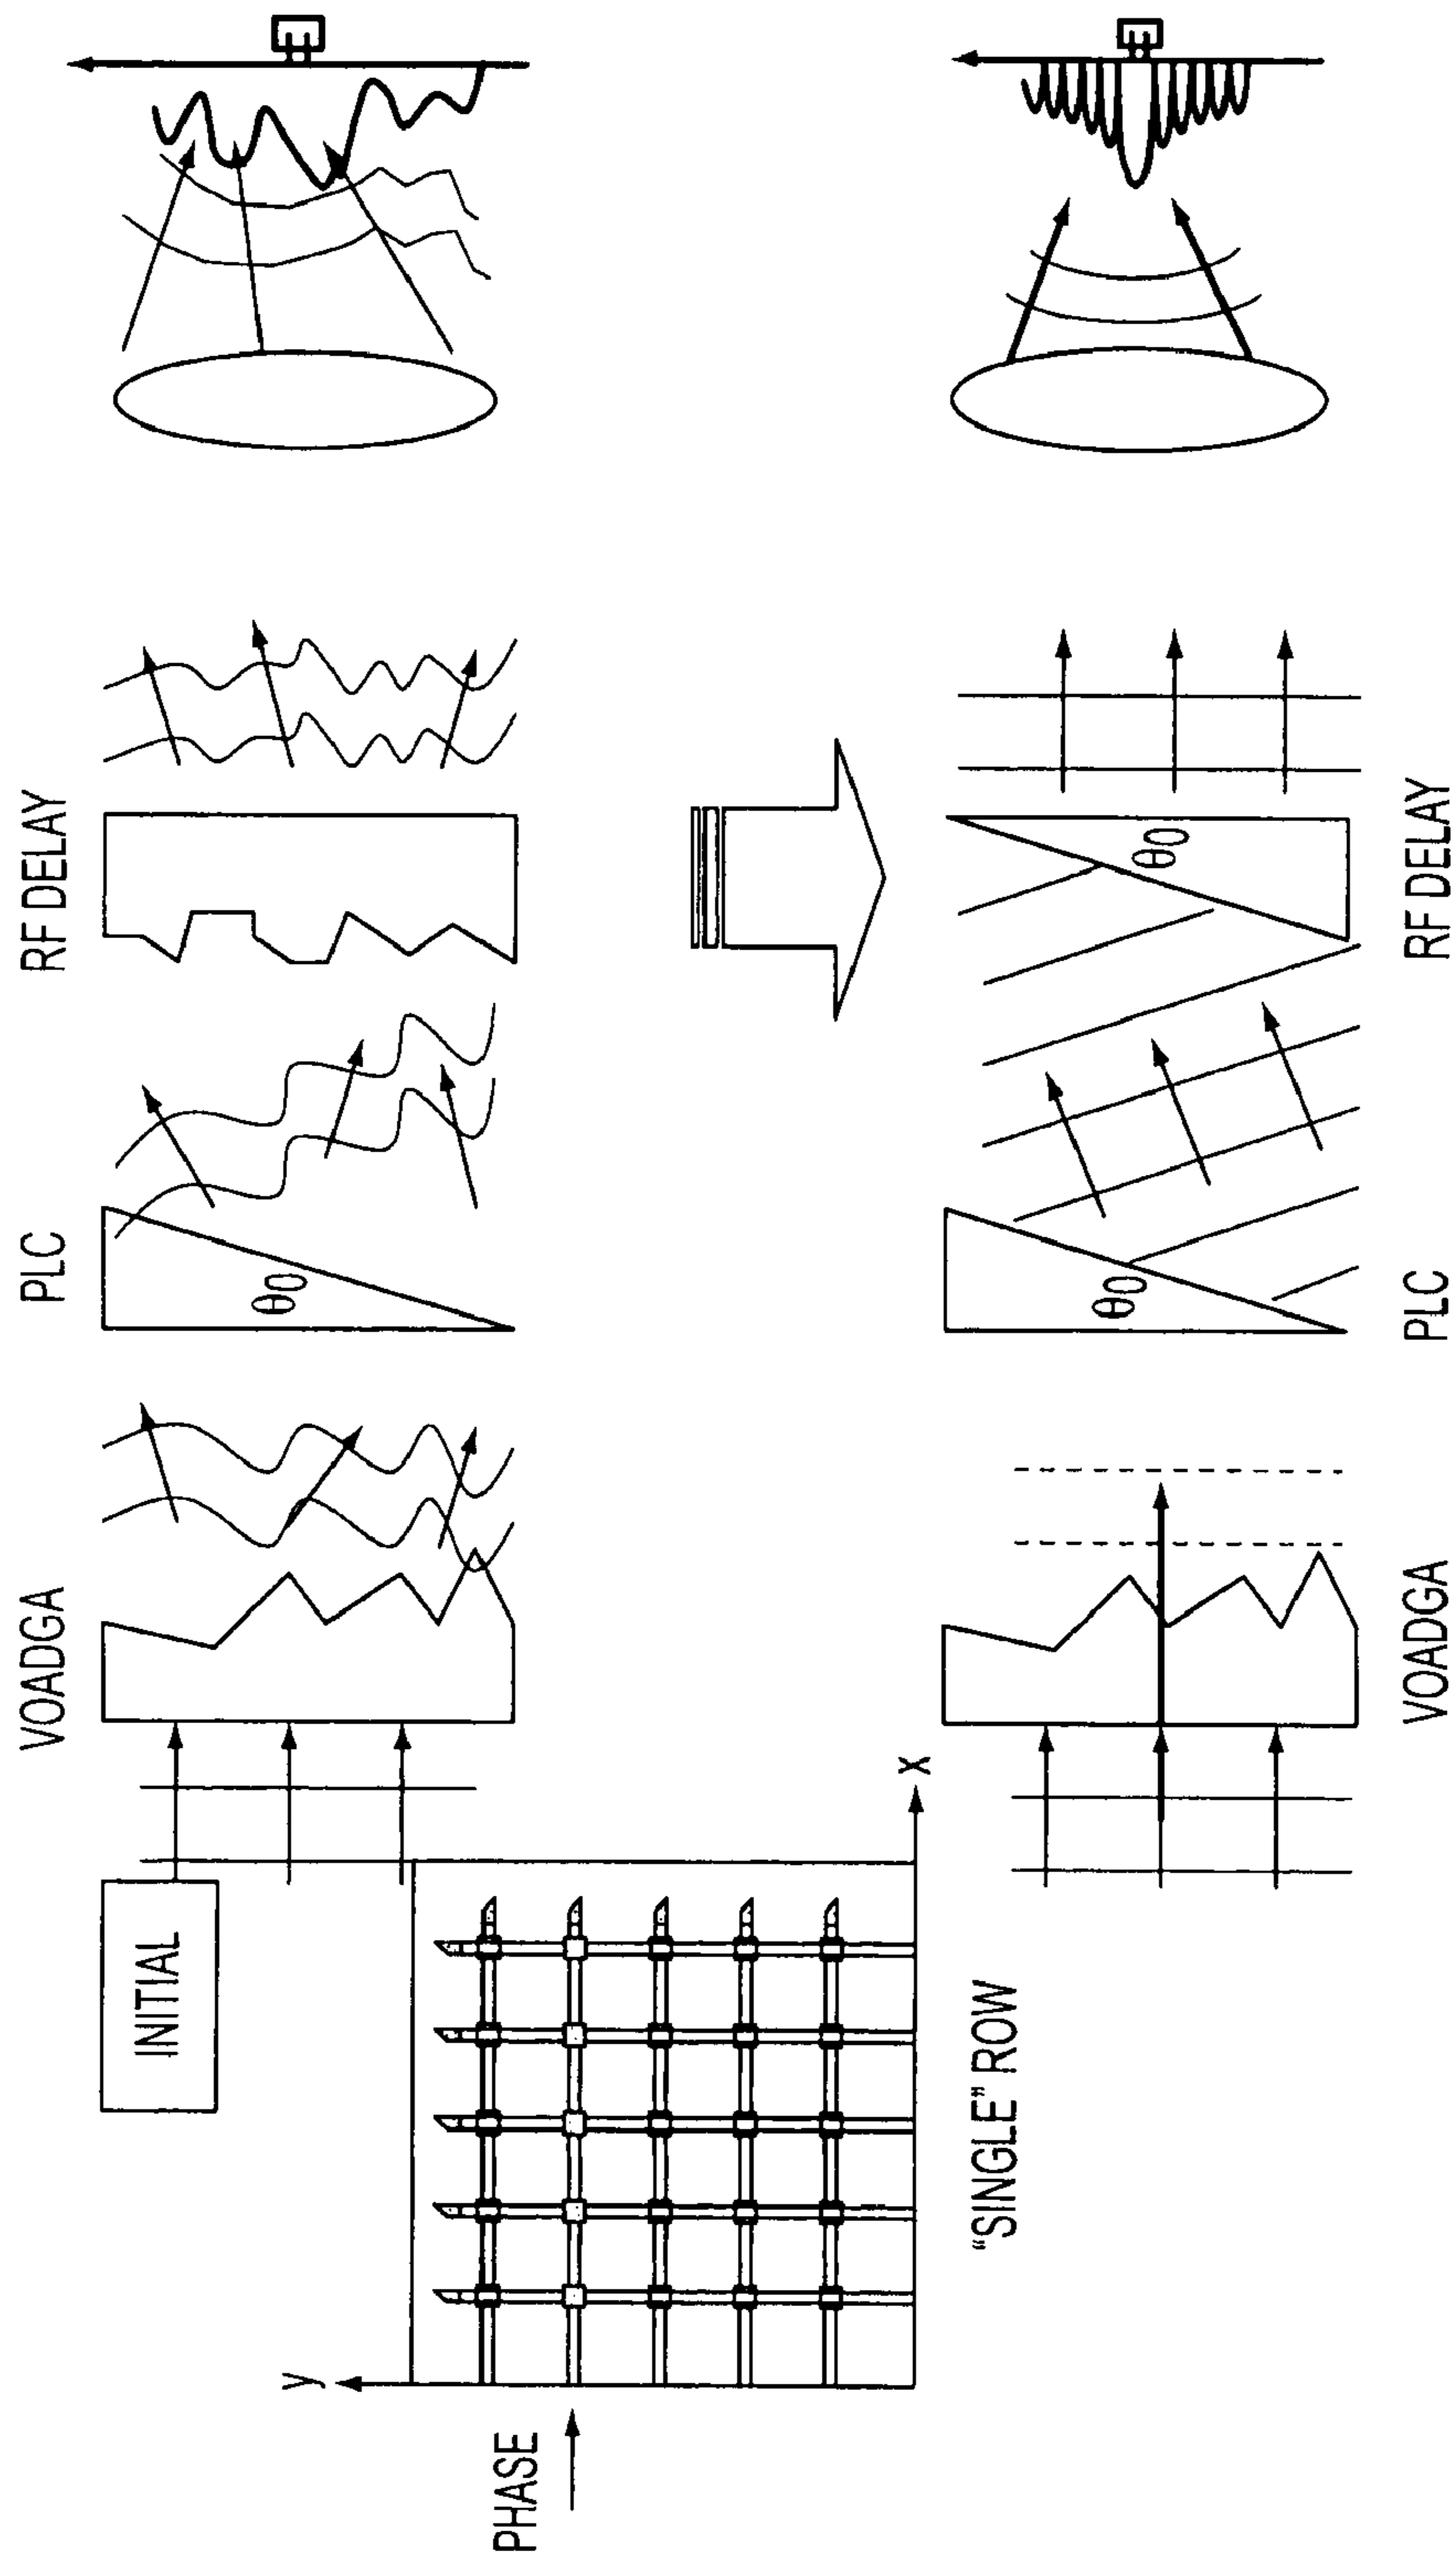 VOADGA
PLC
RF DELAY
INITIAL
θ0
y
x
PHASE
"SINGLE" ROW
θ0
θ0
VOADGA
PLC
RF DELAY